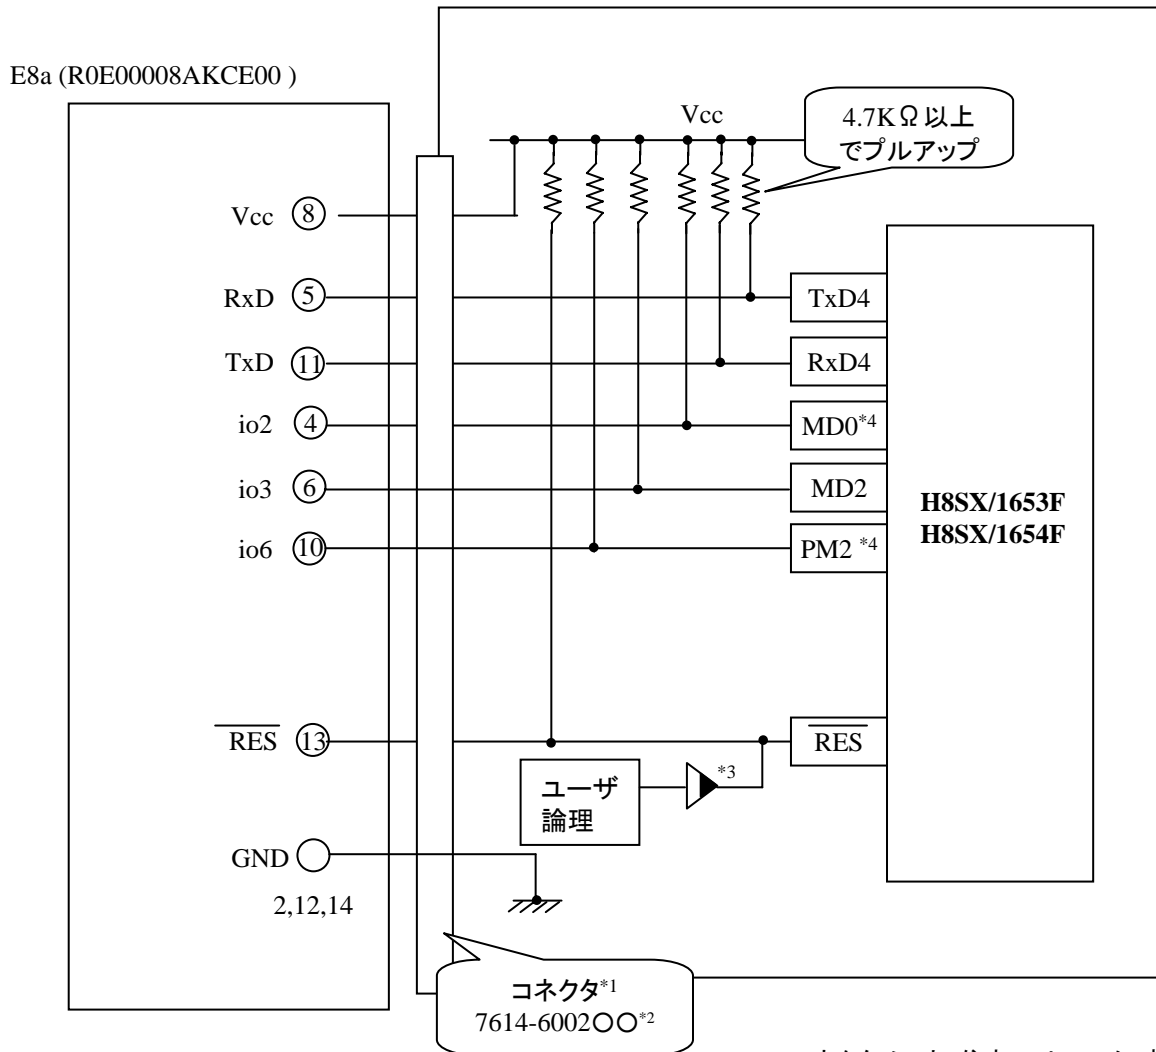 E8a (R0E00008AKCE00 )
Vcc
4.7KΩ以上
でプルアップ
Vcc 8
RxD 5
TxD4
TxD 11
RxD4
io2 4
MD0*4
io3 6
MD2
io6 10
PM2 *4
H8SX/1653F
H8SX/1654F
RES 13
RES
ユーザ
論理
*3
GND
2,12,14
コネクタ*1
7614-6002〇〇*2